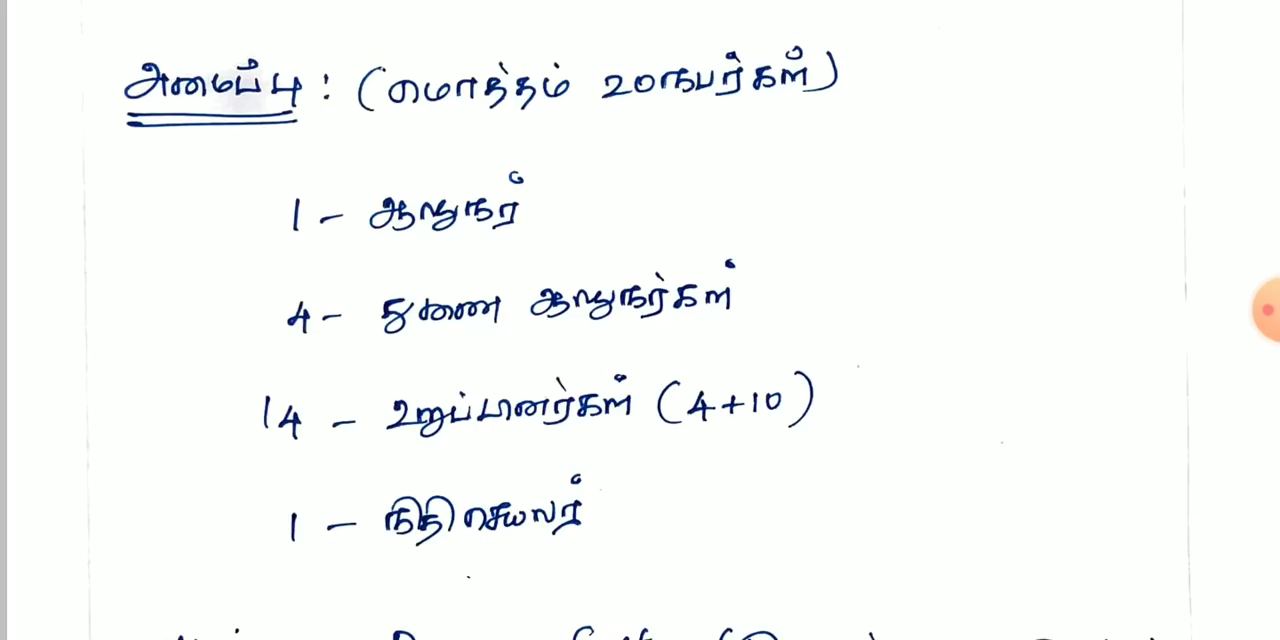 அமைப்பு : (மொத்தம் 20நபர்கள்)
1 - ஆளுநர்
4 - துணை ஆளுநர்கள்
14 - உறுப்பினர்கள் (4+10)
1 - நிதிசெயலர்